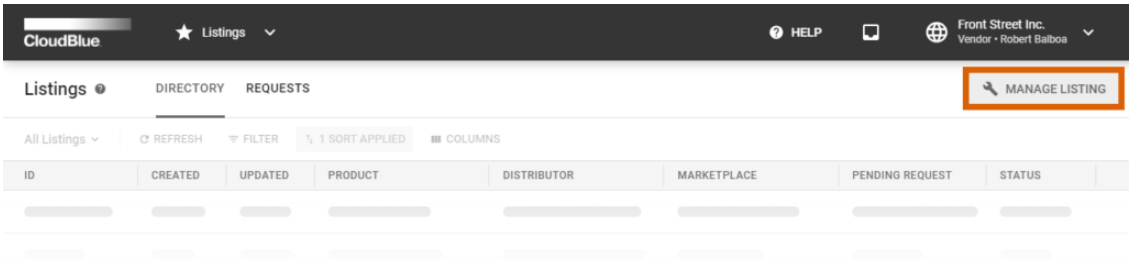 CloudBlue Listings HELP Front Street Inc.
Vendor • Robert Balboa
Listings DIRECTORY REQUESTS MANAGE LISTING
All Listings REFRESH FILTER 1 SORT APPLIED COLUMNS
ID CREATED UPDATED PRODUCT DISTRIBUTOR MARKETPLACE PENDING REQUEST STATUS